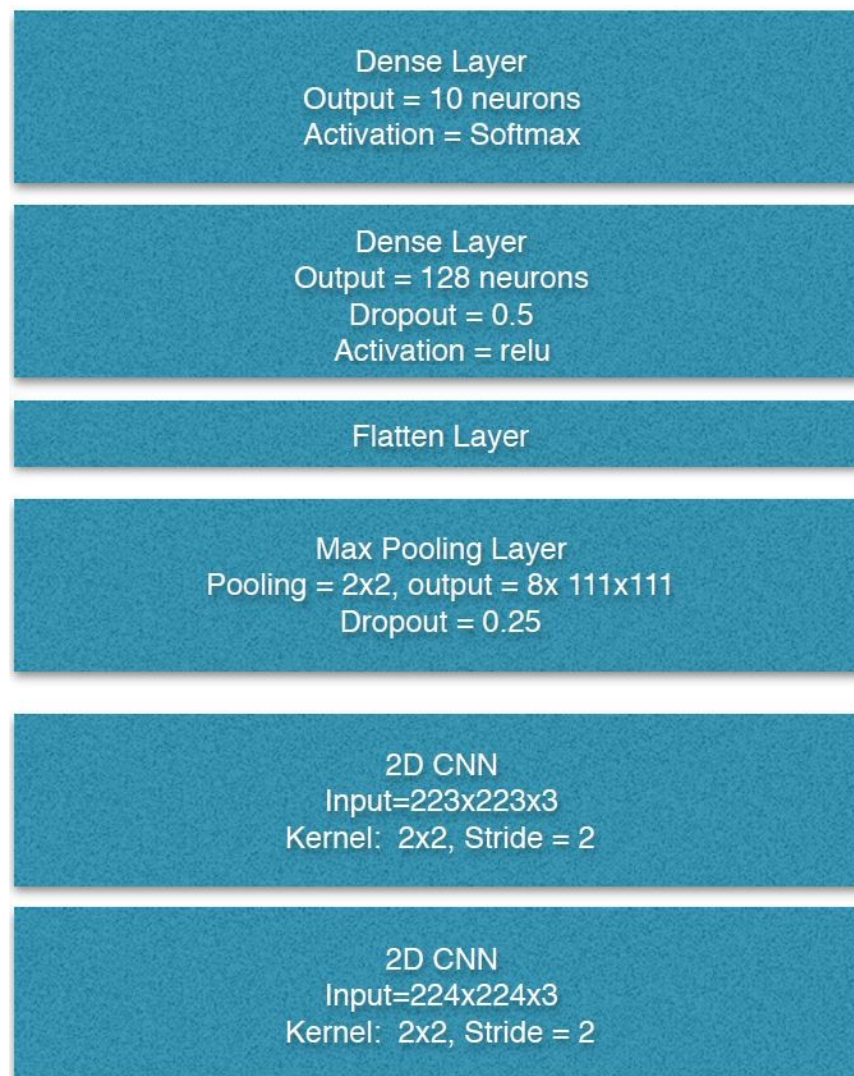 Dense Layer
Output = 10 neurons
Activation = Softmax
Dense Layer
Output = 128 neurons
Dropout = 0.5
Activation = relu
Flatten Layer
Max Pooling Layer
Pooling = 2x2, output = 8x 111x111
Dropout = 0.25
2D CNN
Input=223x223x3
Kernel:  2x2, Stride = 2
2D CNN
Input=224x224x3
Kernel:  2x2, Stride = 2